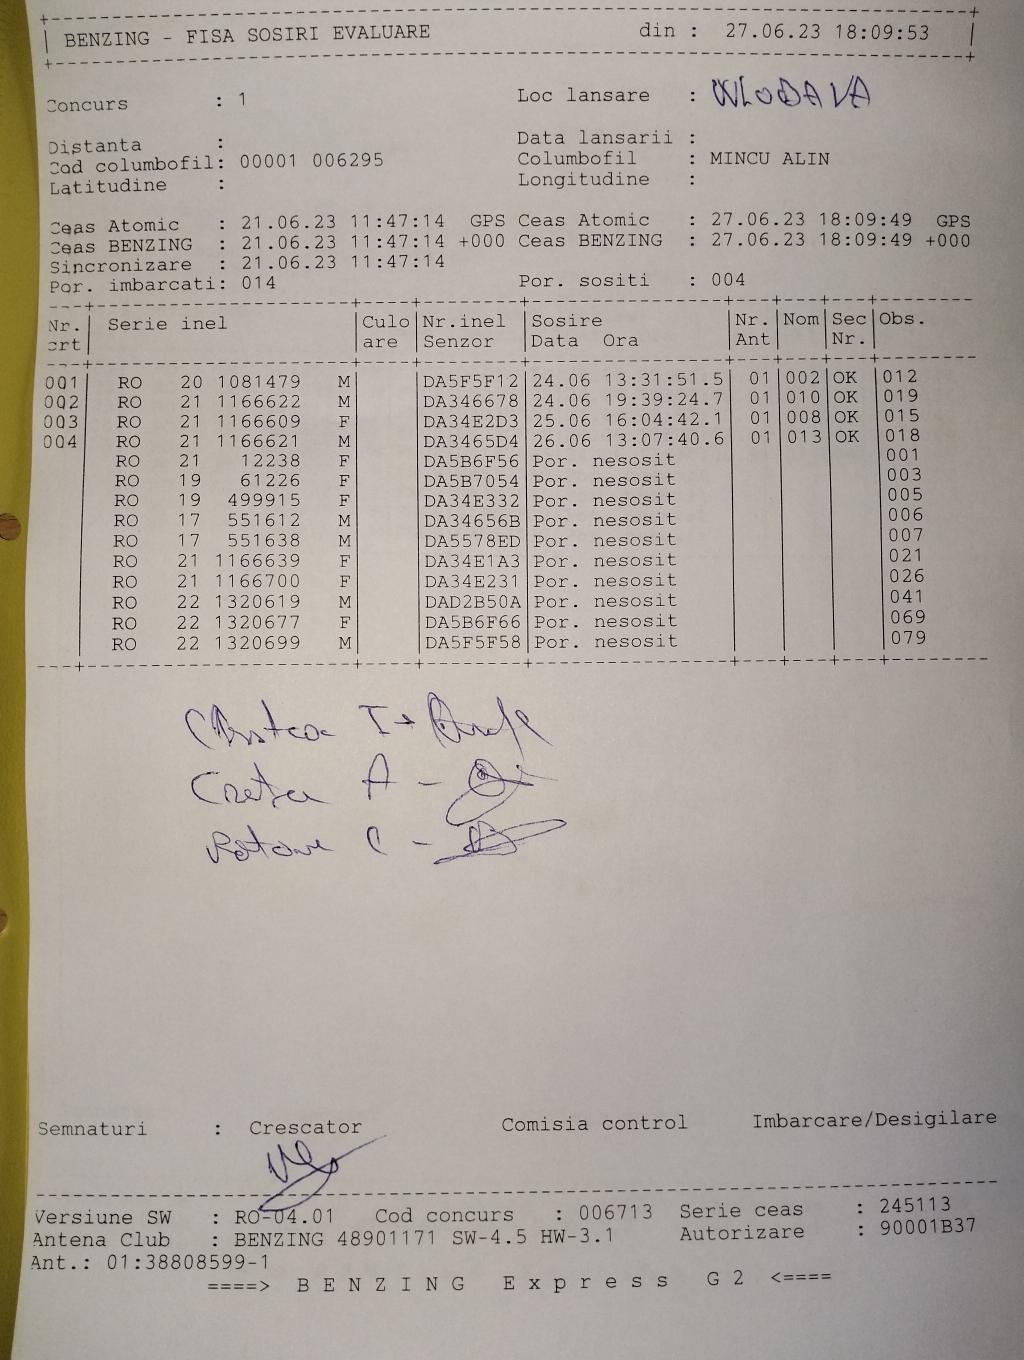 BENZING - FISA SOSIRI EVALUARE din : 27.06.23 18:09:53
Concurs : 1 Loc lansare : WLODAVA
Distanta : Data lansarii :
Cod columbofil: 00001 006295 Columbofil : MINCU ALIN
Latitudine : Longitudine :
Ceas Atomic : 21.06.23 11:47:14 GPS Ceas Atomic : 27.06.23 18:09:49 GPS
Ceas BENZING : 21.06.23 11:47:14 +000 Ceas BENZING : 27.06.23 18:09:49 +000
Sincronizare : 21.06.23 11:47:14
Por. imbarcati: 014 Por. sositi : 004
Nr. Serie inel Culo Nr.inel Sosire Nr. Nom Sec Obs.
crt are Senzor Data Ora Ant Nr.
001 RO 20 1081479 M DA5F5F12 24.06 13:31:51.5 01 002 OK 012
002 RO 21 1166622 M DA346678 24.06 19:39:24.7 01 010 OK 019
003 RO 21 1166609 F DA34E2D3 25.06 16:04:42.1 01 008 OK 015
004 RO 21 1166621 M DA3465D4 26.06 13:07:40.6 01 013 OK 018
RO 21 12238 F DA5B6F56 Por. nesosit 001
RO 19 61226 F DA5B7054 Por. nesosit 003
RO 19 499915 F DA34E332 Por. nesosit 005
RO 17 551612 M DA34656B Por. nesosit 006
RO 17 551638 M DA5578ED Por. nesosit 007
RO 21 1166639 F DA34E1A3 Por. nesosit 021
RO 21 1166700 F DA34E231 Por. nesosit 026
RO 22 1320619 M DAD2B50A Por. nesosit 041
RO 22 1320677 F DA5B6F66 Por. nesosit 069
RO 22 1320699 M DA5F5F58 Por. nesosit 079
Creta A -
C -
Semnaturi : Crescator Comisia control Imbarcare/Desigilare
Versiune SW : RO-04.01 Cod concurs : 006713 Serie ceas : 245113
Antena Club : BENZING 48901171 SW-4.5 HW-3.1 Autorizare : 90001B37
Ant.: 01:38808599-1
====> B E N Z I N G E x p r e s s G 2 <====